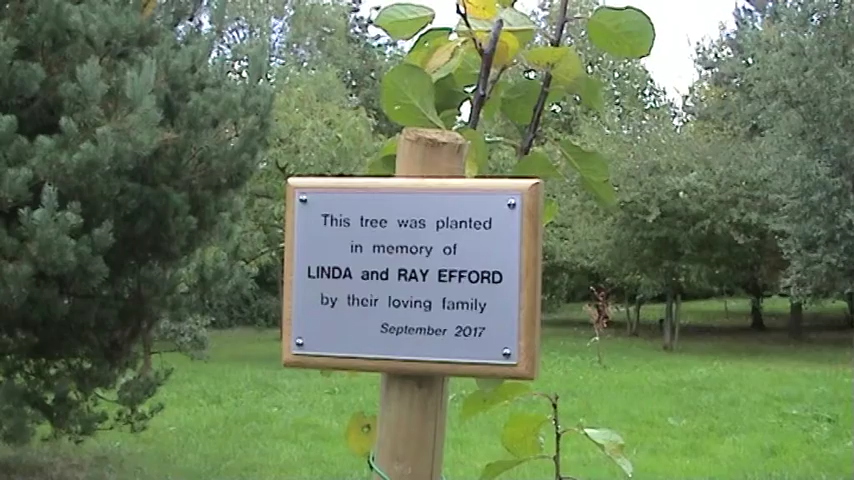 This tree was planted
in memory of
LINDA and RAY EFFORD
by their loving family
September 2017